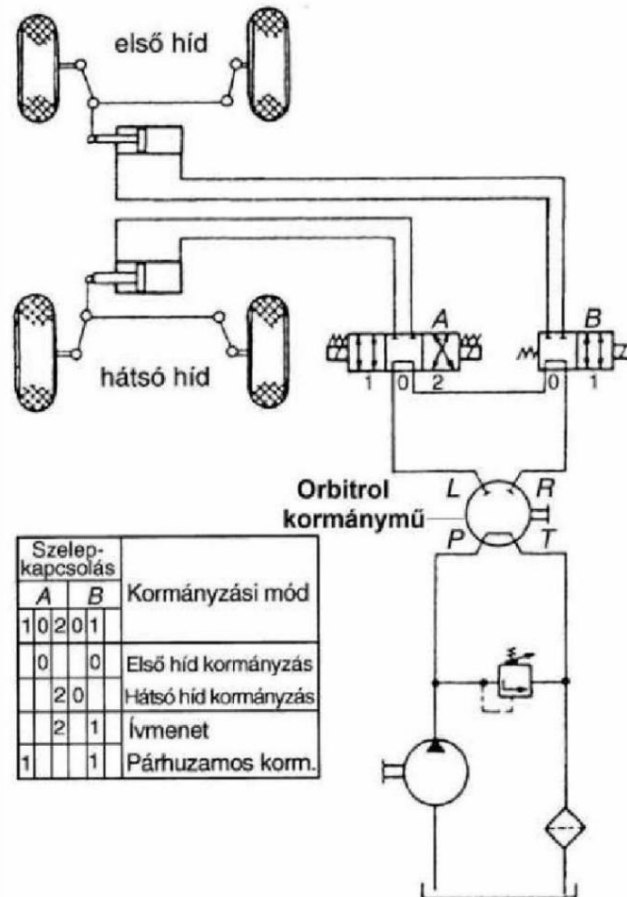 első híd
hátsó híd
A
B
1 0 2
0 1
Orbitrol
kormánymű
L R
P T
Szelep-
kapcsolás
A B
Kormányzási mód
1 0 2 0 1
0 0 Első híd kormányzás
2 0 Hátsó híd kormányzás
2 1 Ívmenet
1 1 Párhuzamos korm.